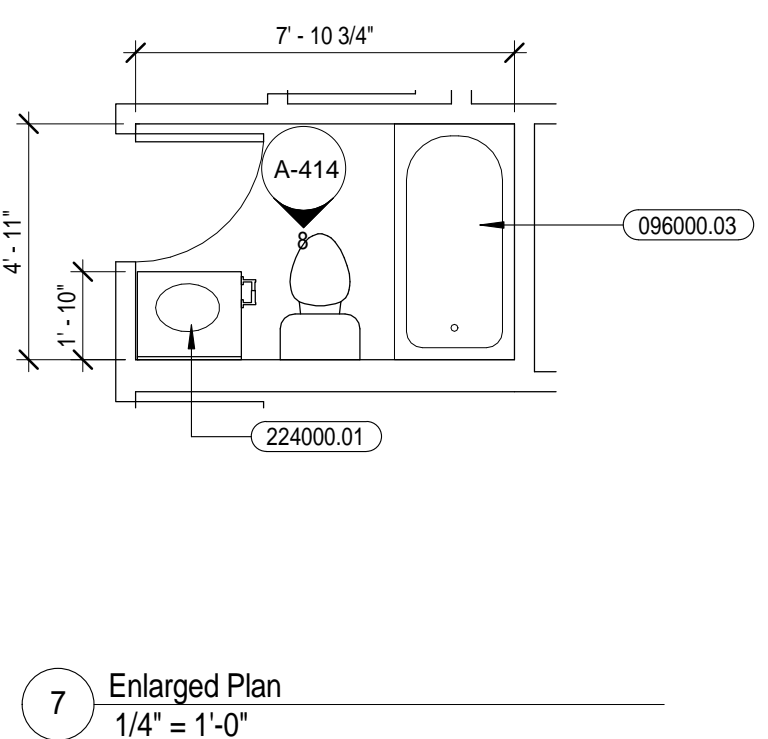 7' - 10 3/4"
A-414
8
096000.03
4' - 11"
1' - 10"
224000.01
7
Enlarged Plan
1/4" = 1'-0"